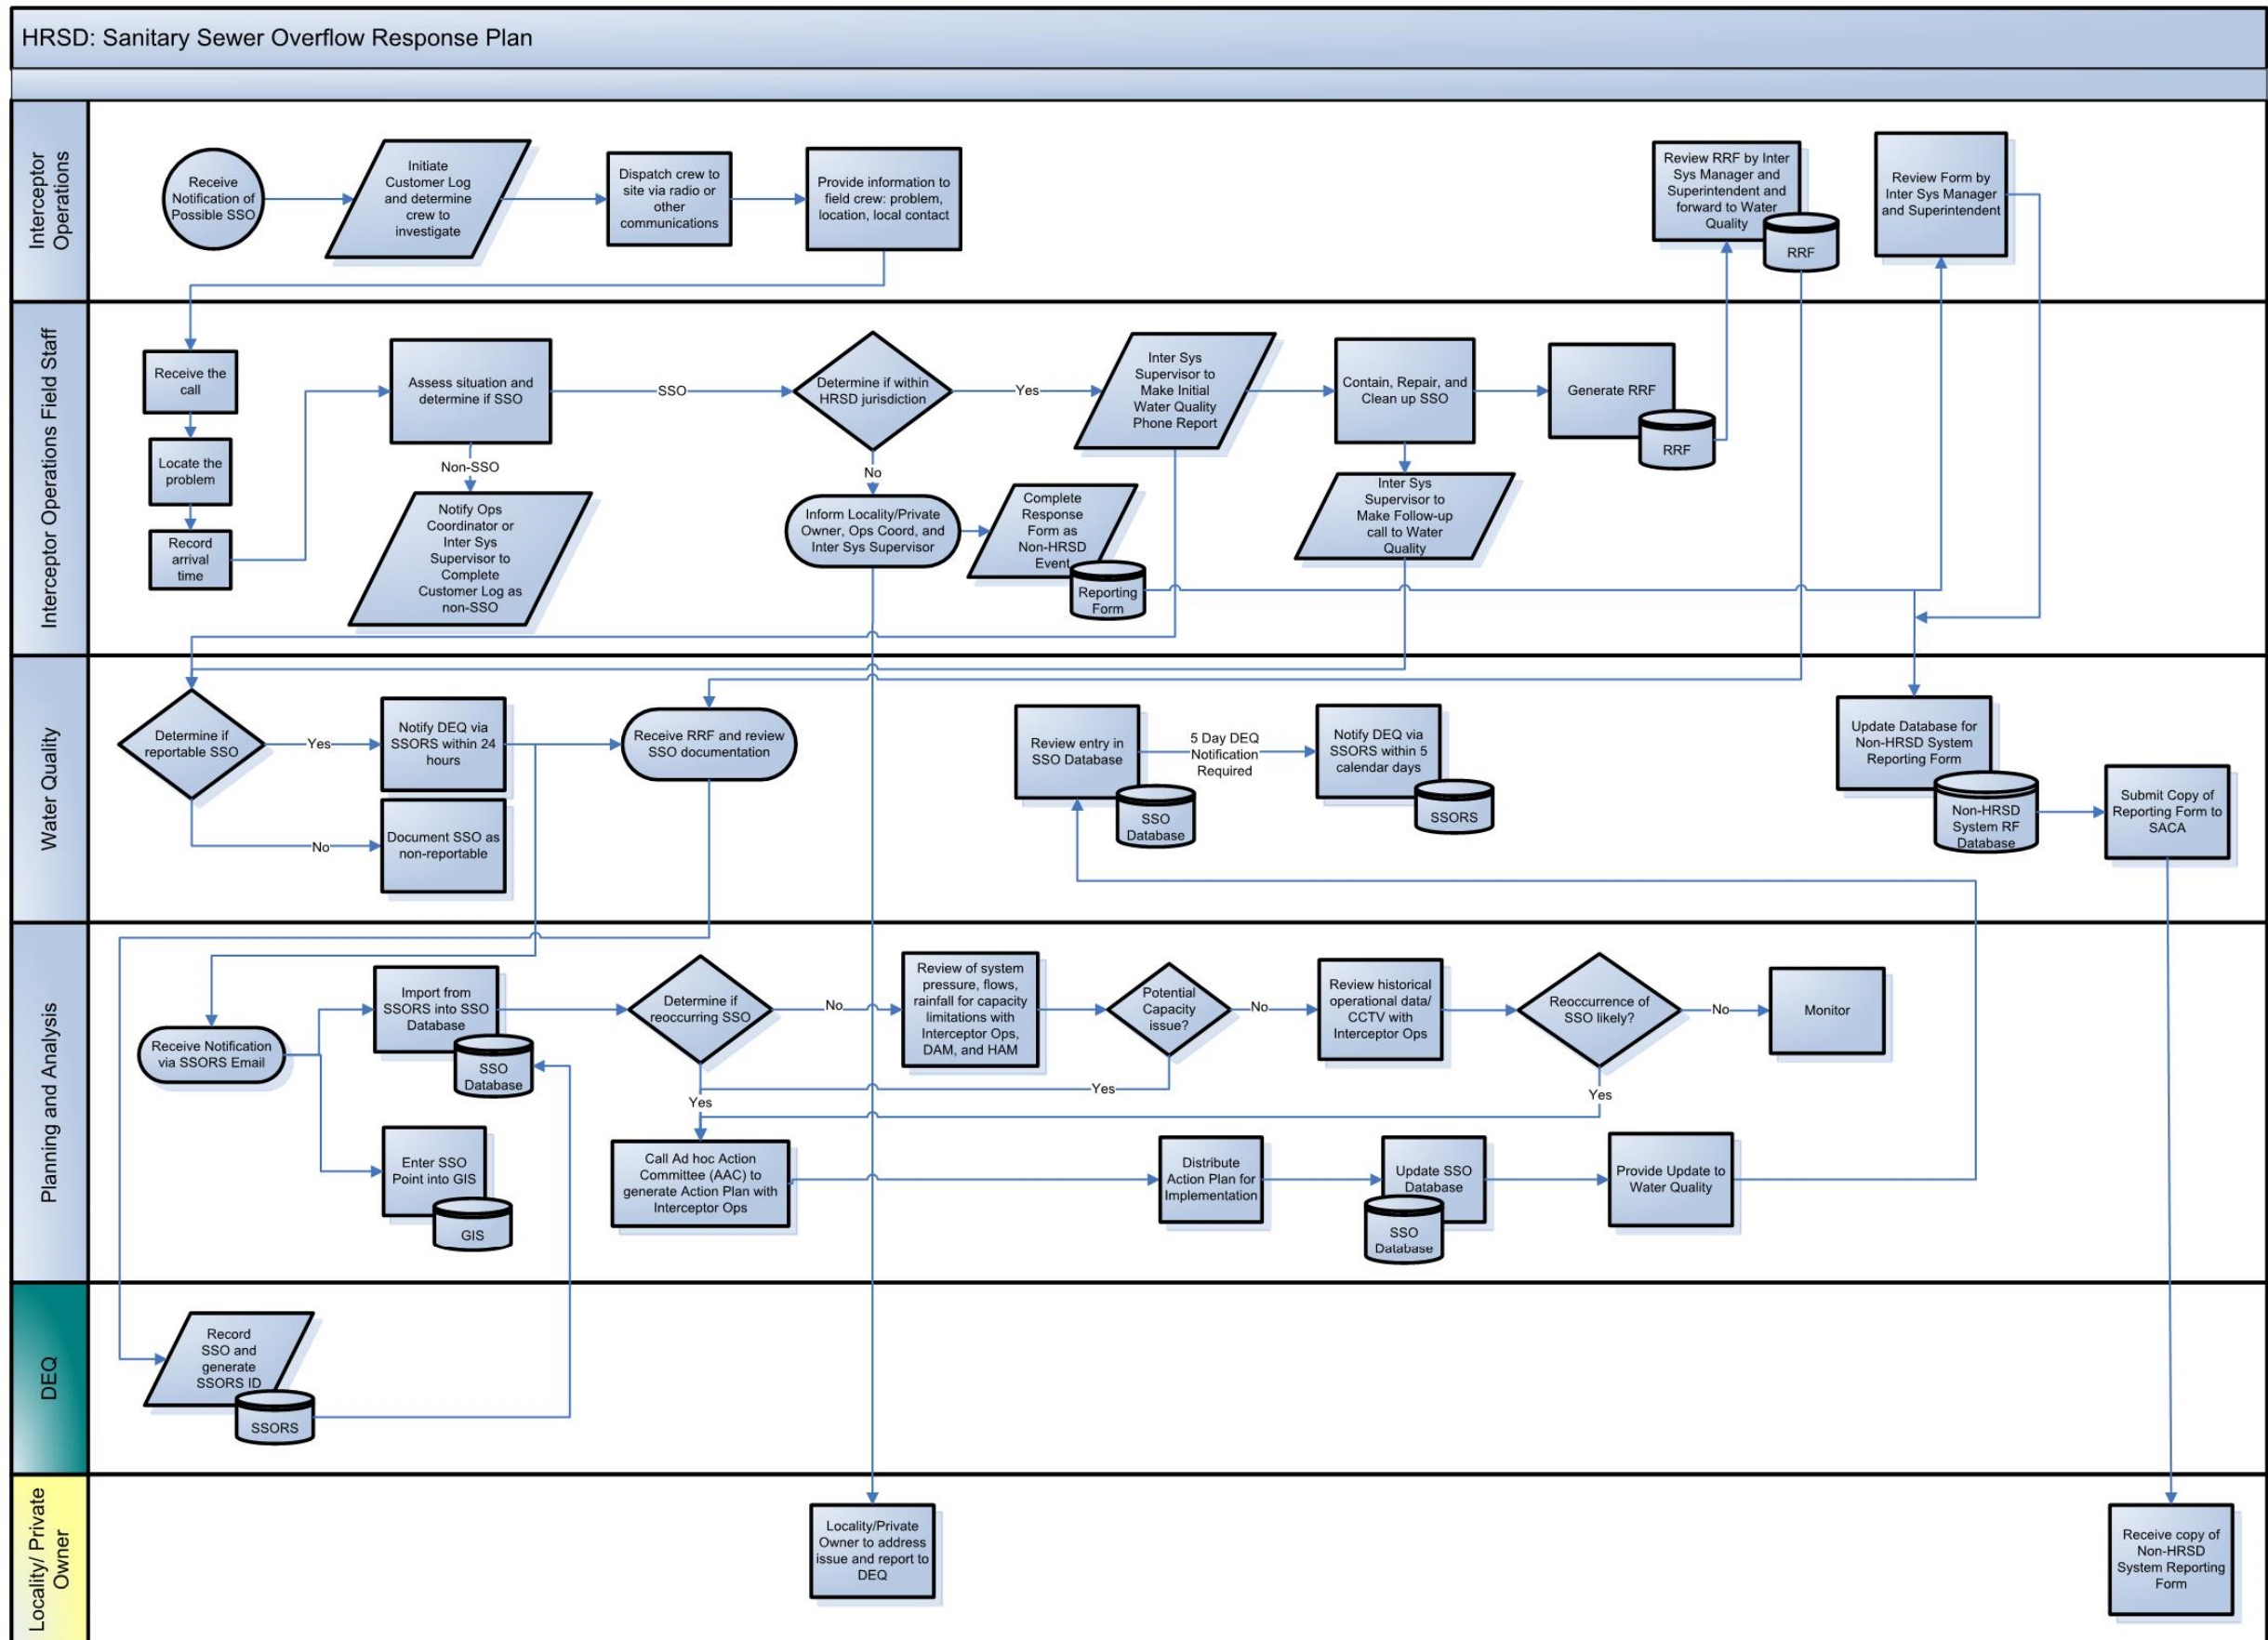 HRSD: Sanitary Sewer Overflow Response Plan
Interceptor
Operations
Receive
Notification of
Possible SSO
Initiate
Customer Log
and determine
crew to
investigate
Dispatch crew to
site via radio or
other
communications
Provide information to
field crew: problem,
location, local contact
Review RRF by Inter
Sys Manager and
Superintendent and
forward to Water
Quality
RRF
Review Form by
Inter Sys Manager
and Superintendent
Interceptor Operations Field Staff
Receive the
call
Locate the
problem
Record
arrival
time
Assess situation and
determine if SSO
Non-SSO
Notify Ops
Coordinator or
Inter Sys
Supervisor to
Complete
Customer Log as
non-SSO
SSO
Determine if within
HRSD jurisdiction
Yes
No
Inform Locality/Private
Owner, Ops Coord, and
Inter Sys Supervisor
Complete
Response
Form as
Non-HRSD
Event
Reporting
Form
Inter Sys
Supervisor to
Make Initial
Water Quality
Phone Report
Contain, Repair, and
Clean up SSO
Inter Sys
Supervisor to
Make Follow-up
call to Water
Quality
Generate RRF
RRF
Water Quality
Determine if
reportable SSO
Yes
Notify DEQ via
SSORS within 24
hours
No
Document SSO as
non-reportable
Receive RRF and review
SSO documentation
Review entry in
SSO Database
SSO
Database
5 Day DEQ
Notification
Required
Notify DEQ via
SSORS within 5
calendar days
SSORS
Update Database for
Non-HRSD System
Reporting Form
Non-HRSD
System RF
Database
Submit Copy of
Reporting Form to
SACA
Planning and Analysis
Receive Notification
via SSORS Email
Import from
SSORS into SSO
Database
SSO
Database
Enter SSO
Point into GIS
GIS
Determine if
reoccurring SSO
No
Yes
Review of system
pressure, flows,
rainfall for capacity
limitations with
Interceptor Ops,
DAM, and HAM
Potential
Capacity
issue?
Yes
No
Review historical
operational data/
CCTV with
Interceptor Ops
Reoccurrence of
SSO likely?
Yes
No
Monitor
Call Ad hoc Action
Committee (AAC) to
generate Action Plan with
Interceptor Ops
Distribute
Action Plan for
Implementation
Update SSO
Database
SSO
Database
Provide Update to
Water Quality
DEQ
Record
SSO and
generate
SSORS ID
SSORS
Locality/ Private
Owner
Locality/Private
Owner to address
issue and report to
DEQ
Receive copy of
Non-HRSD
System Reporting
Form